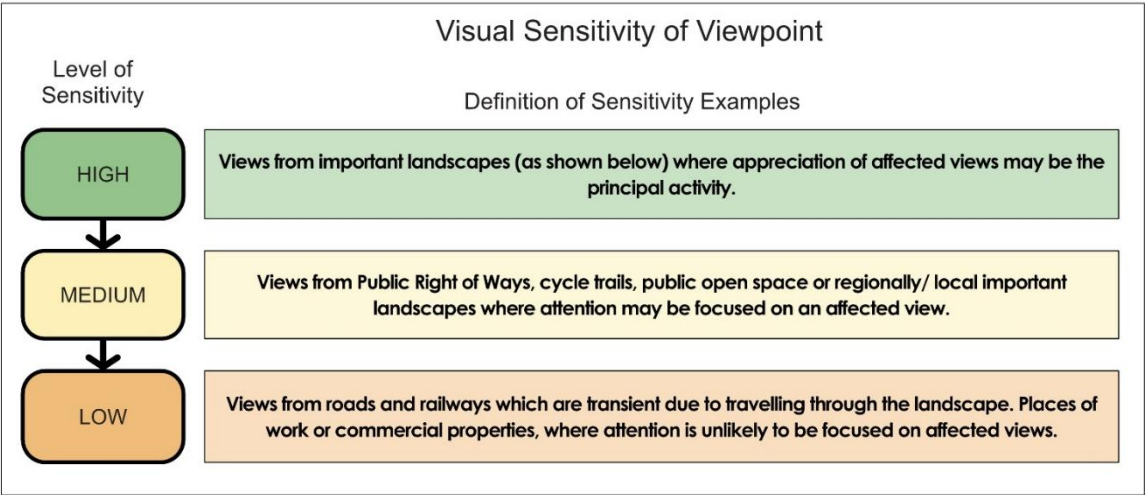 Visual Sensitivity of Viewpoint
Level of
Sensitivity
Definition of Sensitivity Examples
HIGH
Views from important landscapes (as shown below) where appreciation of affected views may be the
principal activity.
MEDIUM
Views from Public Right of Ways, cycle trails, public open space or regionally/ local important
landscapes where attention may be focused on an affected view.
LOW
Views from roads and railways which are transient due to travelling through the landscape. Places of
work or commercial properties, where attention is unlikely to be focused on affected views.